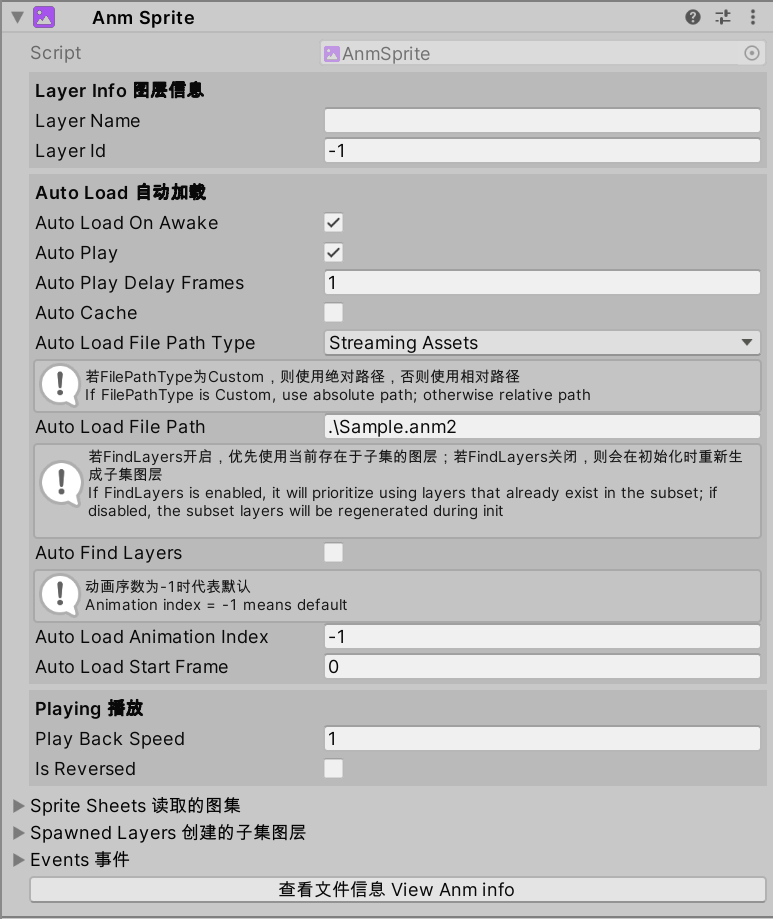 Anm Sprite
Script AnmSprite
Layer Info 图层信息
Layer Name
Layer Id -1
Auto Load 自动加载
Auto Load On Awake
Auto Play
Auto Play Delay Frames 1
Auto Cache
Auto Load File Path Type Streaming Assets
若FilePathType为Custom，则使用绝对路径，否则使用相对路径
If FilePathType is Custom, use absolute path; otherwise relative path
Auto Load File Path .\Sample.anm2
若FindLayers开启，优先使用当前存在于子集的图层；若FindLayers关闭，则会在初始化时重新生
成子集图层
If FindLayers is enabled, it will prioritize using layers that already exist in the subset; if
disabled, the subset layers will be regenerated during init
Auto Find Layers
动画序数为-1时代表默认
Animation index = -1 means default
Auto Load Animation Index -1
Auto Load Start Frame 0
Playing 播放
Play Back Speed 1
Is Reversed
Sprite Sheets 读取的图集
Spawned Layers 创建的子集图层
Events 事件
查看文件信息 View Anm info